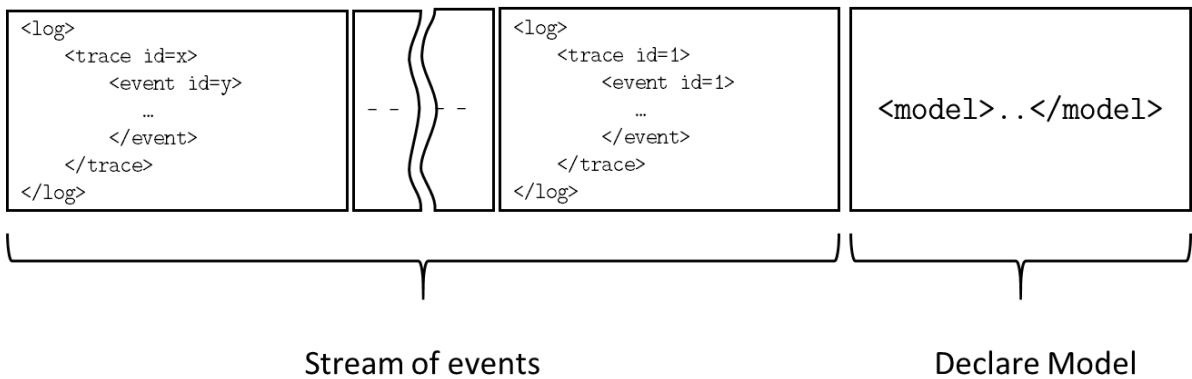 <log>
<trace id=x>
<event id=y>
…
</event>
</trace>
</log>
- -
- -
<log>
<trace id=1>
<event id=1>
…
</event>
</trace>
</log>
<model>..</model>
Stream of events
Declare Model